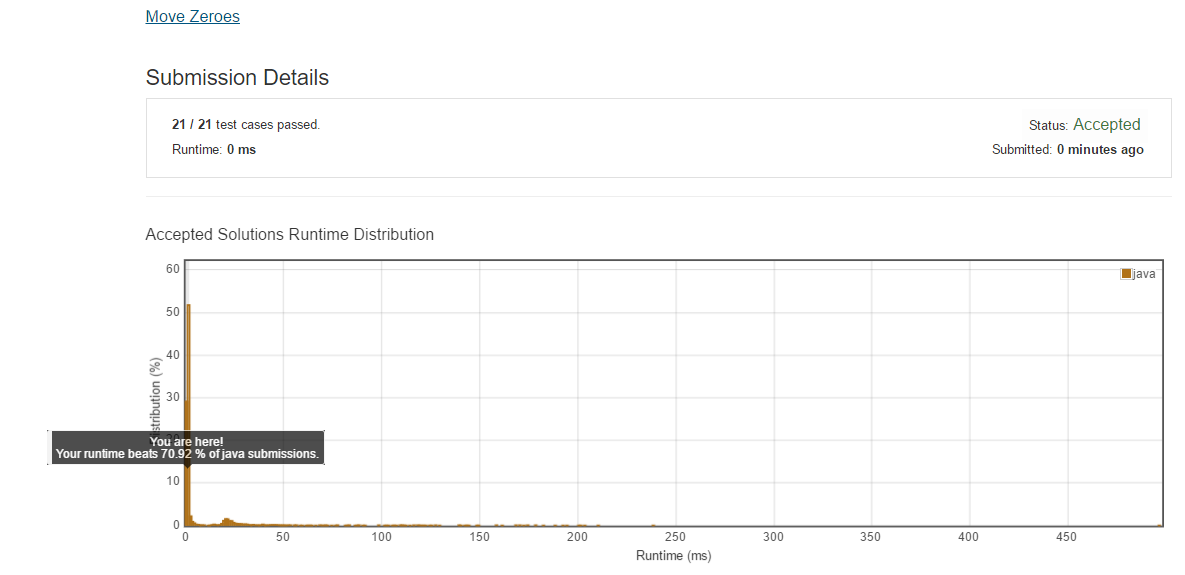 Move Zeroes
Submission Details
21 / 21 test cases passed.
Status: Accepted
Runtime: 0 ms
Submitted: 0 minutes ago
Accepted Solutions Runtime Distribution
60
50
40
30
20
10
0
java
You are here!
Your runtime beats 70.92 % of java submissions.
0
50
100
150
200
250
300
350
400
450
Runtime (ms)